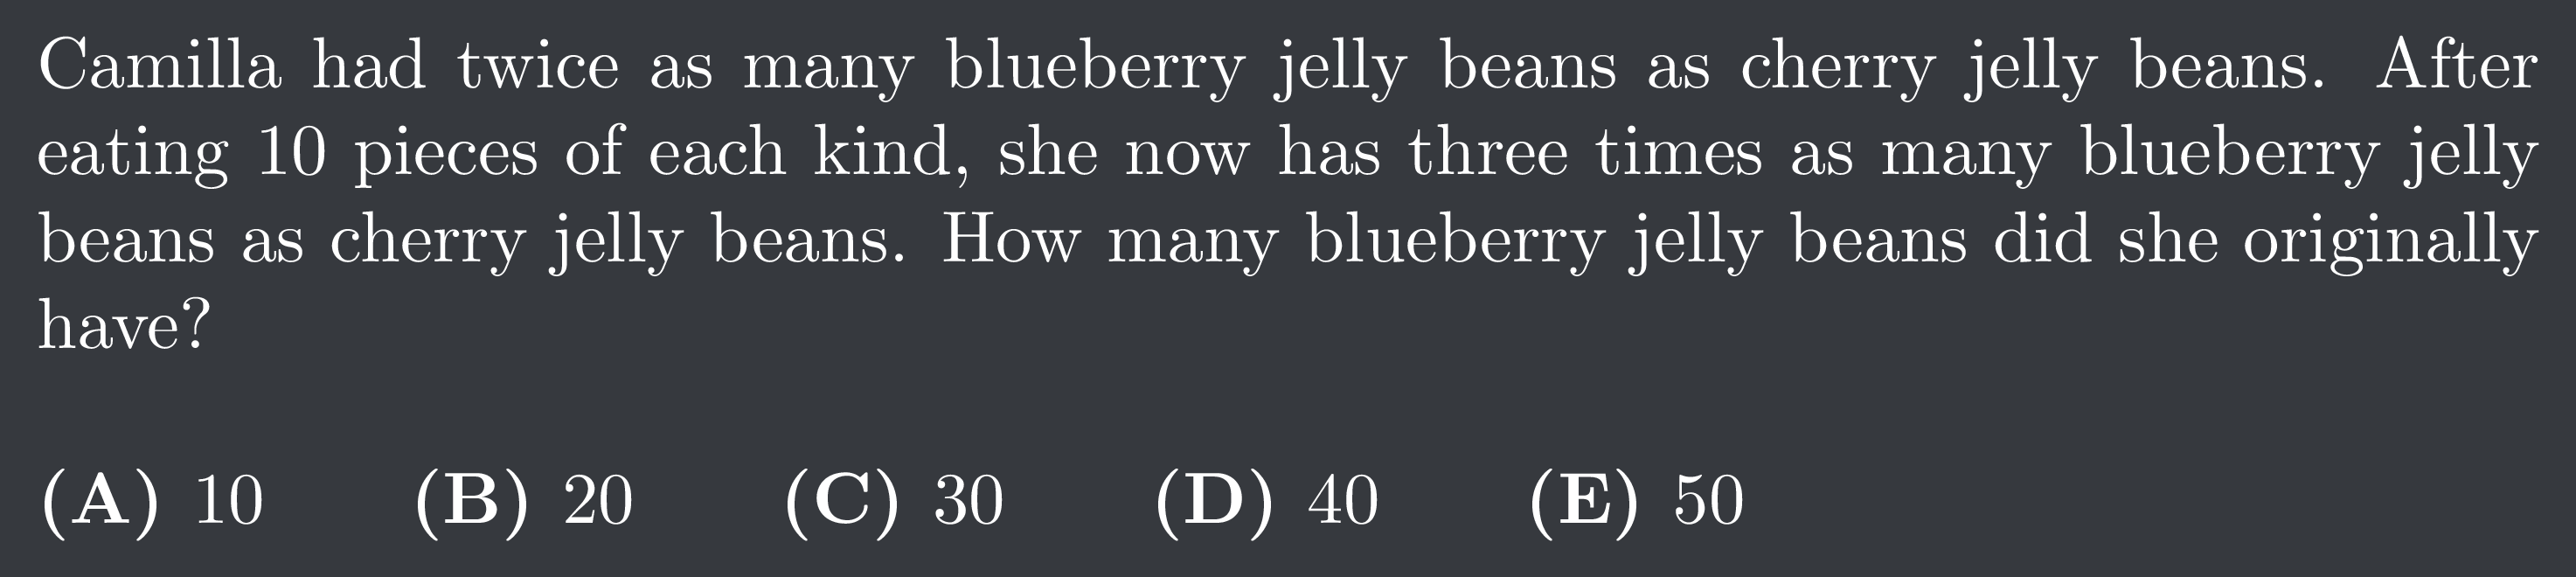 Camilla had twice as many blueberry jelly beans as cherry jelly beans. After
eating 10 pieces of each kind, she now has three times as many blueberry jelly
beans as cherry jelly beans. How many blueberry jelly beans did she originally
have?
(A) 10 (B) 20 (C) 30 (D) 40 (E) 50